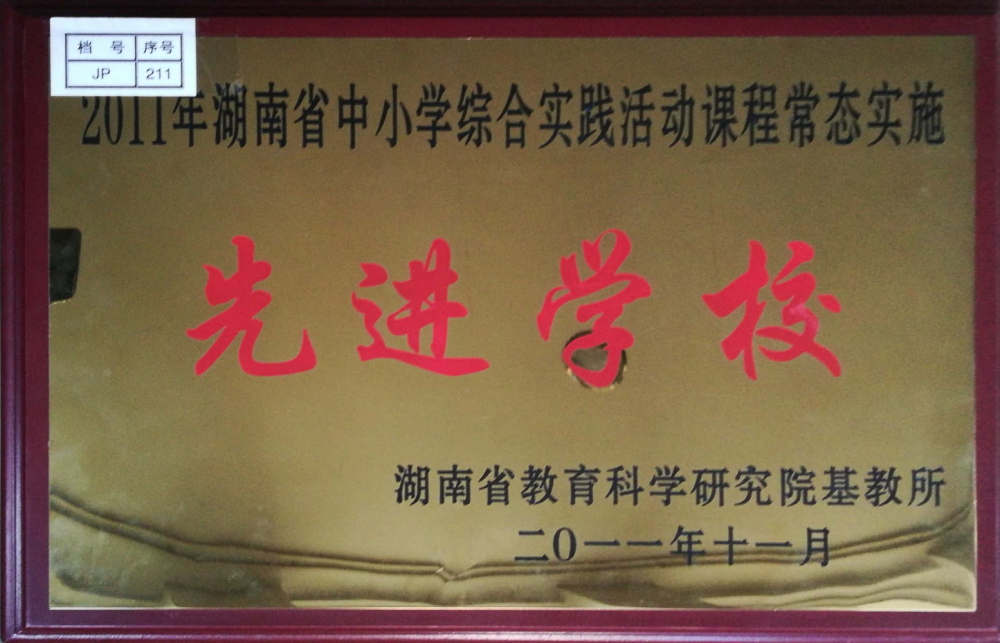 档 号 序号
JP 211
2011年湖南省中小学综合实践活动课程常态实施
先进学校
湖南省教育科学研究院基教所
二〇一一年十一月